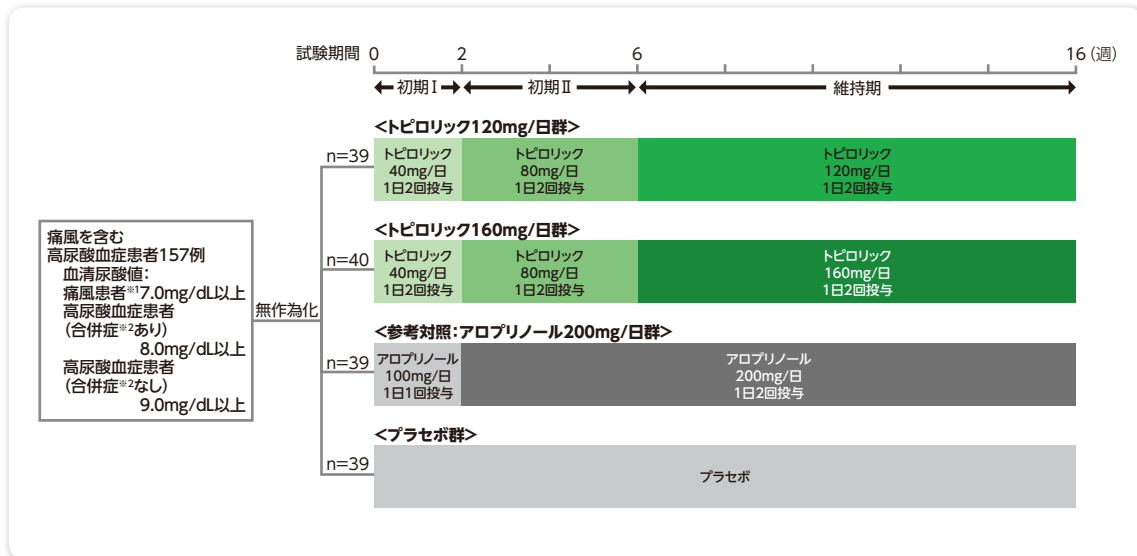 試験期間 0 2 6 16(週)
初期Ⅰ 初期Ⅱ 維持期
<トピロリック120mg/日群>
n=39
トピロリック
40mg/日
1日2回投与
トピロリック
80mg/日
1日2回投与
トピロリック
120mg/日
1日2回投与
<トピロリック160mg/日群>
n=40
トピロリック
40mg/日
1日2回投与
トピロリック
80mg/日
1日2回投与
トピロリック
160mg/日
1日2回投与
痛風を含む
高尿酸血症患者157例
血清尿酸値:
痛風患者※17.0mg/dL以上
高尿酸血症患者
(合併症※2あり)
8.0mg/dL以上
高尿酸血症患者
(合併症※2なし)
9.0mg/dL以上
無作為化
<参考対照:アロプリノール200mg/日群>
n=39
アロプリノール
100mg/日
1日1回投与
アロプリノール
200mg/日
1日2回投与
<プラセボ群>
n=39
プラセボ